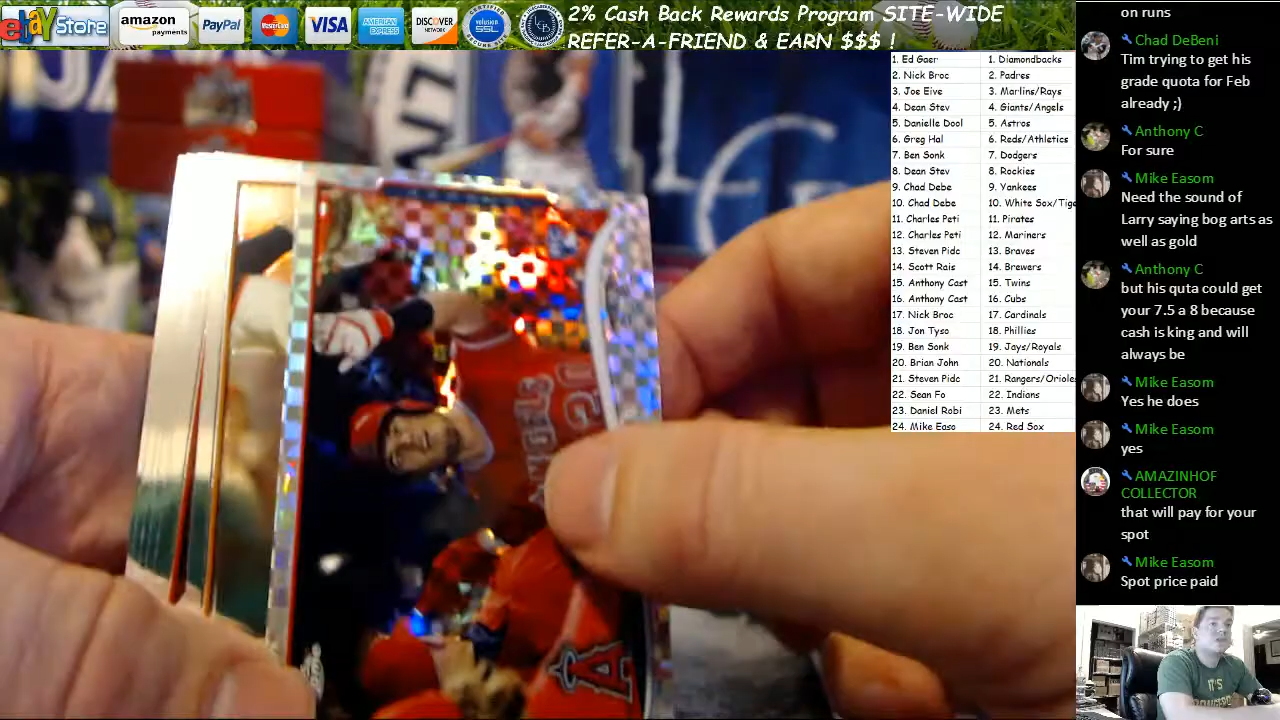 ebay Store
amazon
payments
PayPal
MasterCard
VISA
AMERICAN
EXPRESS
DISCOVER
NETWORK
volusion
SSL
2% Cash Back Rewards Program SITE-WIDE
REFER-A-FRIEND & EARN $$$ !
1. Ed Gaer 1. Diamondbacks
2. Nick Broc 2. Padres
3. Joe Eive 3. Marlins/Rays
4. Dean Stev 4. Giants/Angels
5. Danielle Dool 5. Astros
6. Greg Hal 6. Reds/Athletics
7. Ben Sonk 7. Dodgers
8. Dean Stev 8. Rockies
9. Chad Debe 9. Yankees
10. Chad Debe 10. White Sox/Tige
11. Charles Peti 11. Pirates
12. Charles Peti 12. Mariners
13. Steven Pidc 13. Braves
14. Scott Rais 14. Brewers
15. Anthony Cast 15. Twins
16. Anthony Cast 16. Cubs
17. Nick Broc 17. Cardinals
18. Jon Tyso 18. Phillies
19. Ben Sonk 19. Jays/Royals
20. Brian John 20. Nationals
21. Steven Pidc 21. Rangers/Oriole
22. Sean Fo 22. Indians
23. Daniel Robi 23. Mets
24. Mike Easo 24. Red Sox
on runs
Chad DeBeni
Tim trying to get his
grade quota for Feb
already ;)
Anthony C
For sure
Mike Easom
Need the sound of
Larry saying bog arts as
well as gold
Anthony C
but his quta could get
your 7.5 a 8 because
cash is king and will
always be
Mike Easom
Yes he does
Mike Easom
yes
AMAZINHOF
COLLECTOR
that will pay for your
spot
Mike Easom
Spot price paid
ANGELS
A
IT'S